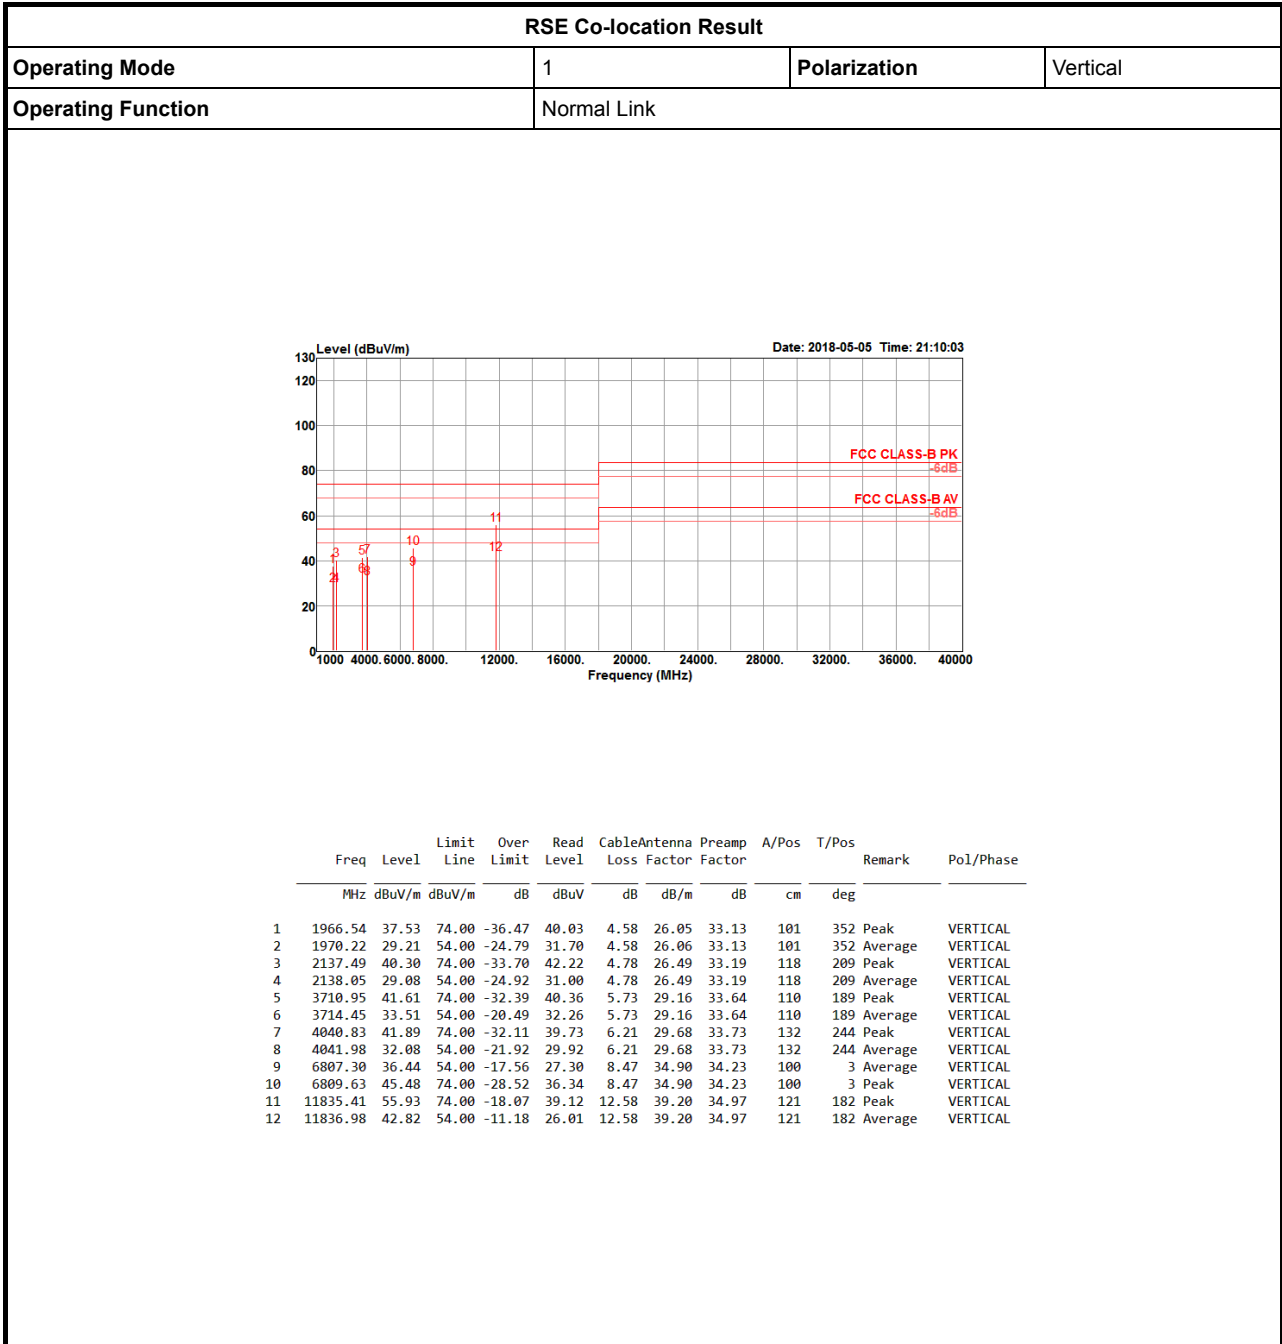 RSE Co-location Result
Operating Mode 1 Polarization Vertical
Operating Function Normal Link
Level (dBuV/m) Date: 2018-05-05 Time: 21:10:03
130
120
100
FCC CLASS-B PK
80 -6dB
FCC CLASS-B AV
60 11 -6dB
12
10
3 5 7
40 1 9
6 8
2 4
20
0
1000 4000. 6000. 8000. 12000. 16000. 20000. 24000. 28000. 32000. 36000. 40000
Frequency (MHz)
Limit Over Read CableAntenna Preamp A/Pos T/Pos
Freq Level Line Limit Level Loss Factor Factor Remark Pol/Phase
MHz dBuV/m dBuV/m dB dBuV dB dB/m dB cm deg
1 1966.54 37.53 74.00 -36.47 40.03 4.58 26.05 33.13 101 352 Peak VERTICAL
2 1970.22 29.21 54.00 -24.79 31.70 4.58 26.06 33.13 101 352 Average VERTICAL
3 2137.49 40.30 74.00 -33.70 42.22 4.78 26.49 33.19 118 209 Peak VERTICAL
4 2138.05 29.08 54.00 -24.92 31.00 4.78 26.49 33.19 118 209 Average VERTICAL
5 3710.95 41.61 74.00 -32.39 40.36 5.73 29.16 33.64 110 189 Peak VERTICAL
6 3714.45 33.51 54.00 -20.49 32.26 5.73 29.16 33.64 110 189 Average VERTICAL
7 4040.83 41.89 74.00 -32.11 39.73 6.21 29.68 33.73 132 244 Peak VERTICAL
8 4041.98 32.08 54.00 -21.92 29.92 6.21 29.68 33.73 132 244 Average VERTICAL
9 6807.30 36.44 54.00 -17.56 27.30 8.47 34.90 34.23 100 3 Average VERTICAL
10 6809.63 45.48 74.00 -28.52 36.34 8.47 34.90 34.23 100 3 Peak VERTICAL
11 11835.41 55.93 74.00 -18.07 39.12 12.58 39.20 34.97 121 182 Peak VERTICAL
12 11836.98 42.82 54.00 -11.18 26.01 12.58 39.20 34.97 121 182 Average VERTICAL